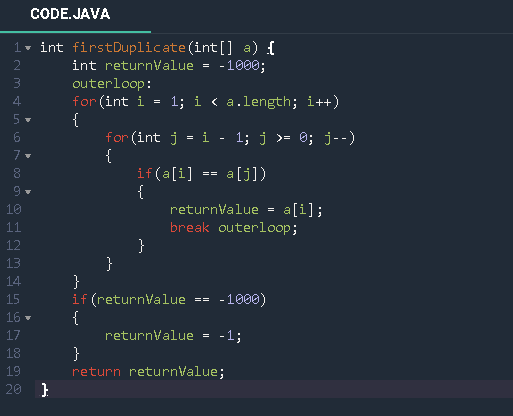 CODE.JAVA
1 int firstDuplicate(int[] a) {
2     int returnValue = -1000;
3     outerloop:
4     for(int i = 1; i < a.length; i++)
5     {
6         for(int j = i - 1; j >= 0; j--)
7         {
8             if(a[i] == a[j])
9             {
10                 returnValue = a[i];
11                 break outerloop;
12             }
13         }
14     }
15     if(returnValue == -1000)
16     {
17         returnValue = -1;
18     }
19     return returnValue;
20 }